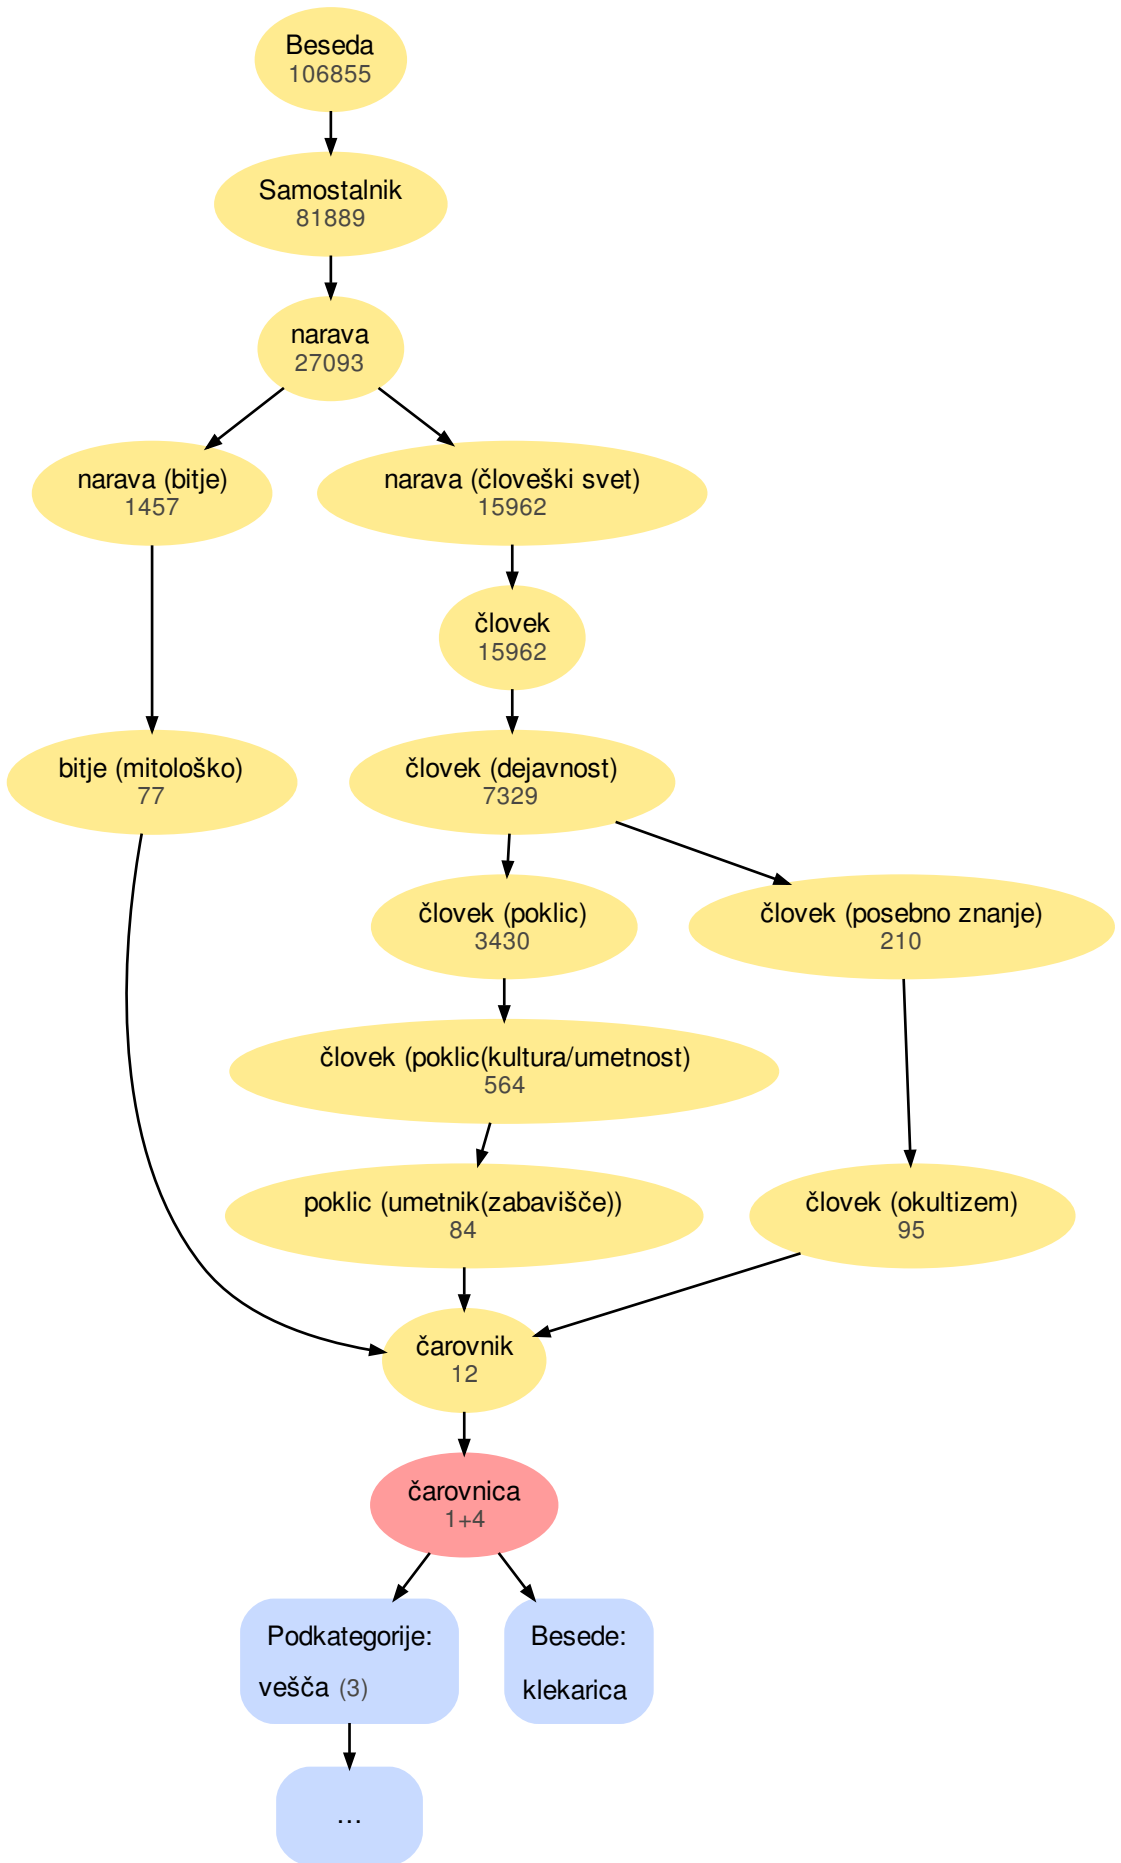 Beseda
106855
Samostalnik
81889
narava
27093
narava (bitje)
1457
narava (človeški svet)
15962
človek
15962
bitje (mitološko)
77
človek (dejavnost)
7329
človek (poklic)
3430
človek (posebno znanje)
210
človek (poklic(kultura/umetnost)
564
poklic (umetnik(zabavišče))
84
človek (okultizem)
95
čarovnik
12
čarovnica
1+4
Podkategorije:
vešča (3)
Besede:
klekarica
...